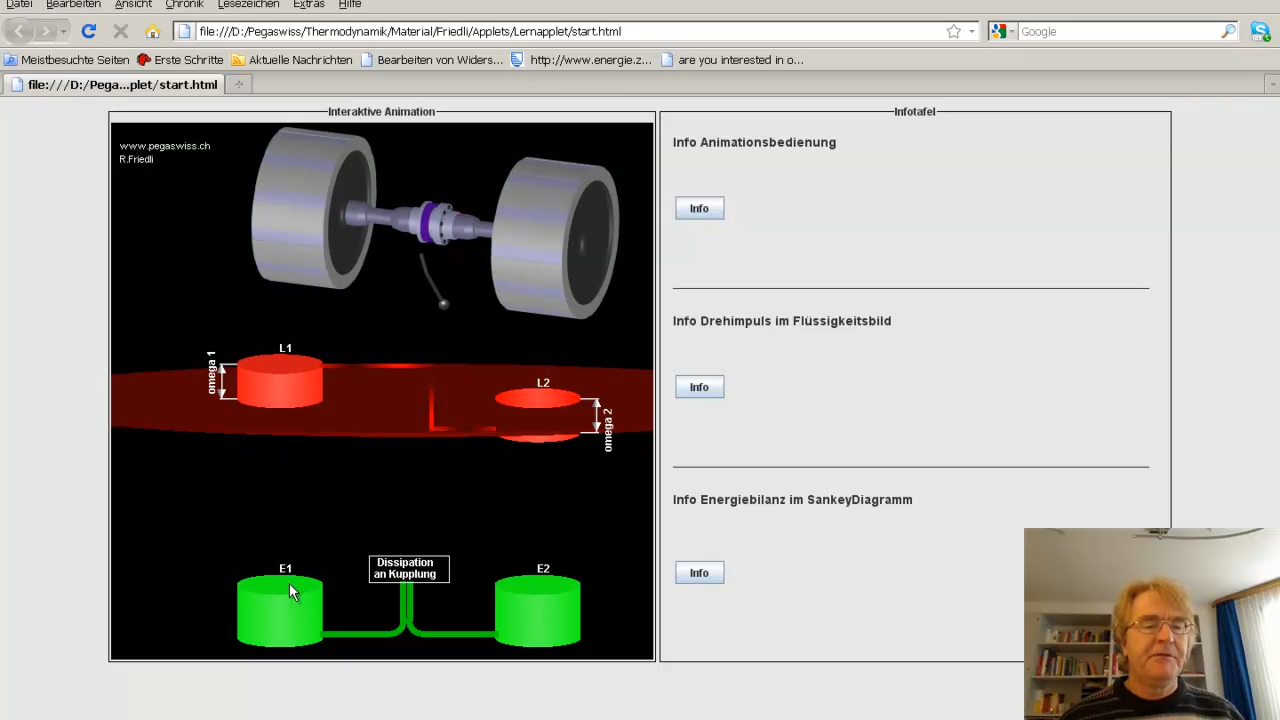 Datei Bearbeiten Ansicht Chronik Lesezeichen Extras Hilfe
file:///D:/Pegaswiss/Thermodynamik/Material/Friedli/Applets/Lernapplet/start.html
Google
Meistbesuchte Seiten Erste Schritte Aktuelle Nachrichten Bearbeiten von Widers... http://www.energie.z... are you interested in o...
file:///D:/Pega...plet/start.html
Interaktive Animation
www.pegaswiss.ch
R.Friedli
L1
omega 1
L2
omega 2
E1
Dissipation
an Kupplung
E2
Infotafel
Info Animationsbedienung
Info
Info Drehimpuls im Flüssigkeitsbild
Info
Info Energiebilanz im SankeyDiagramm
Info